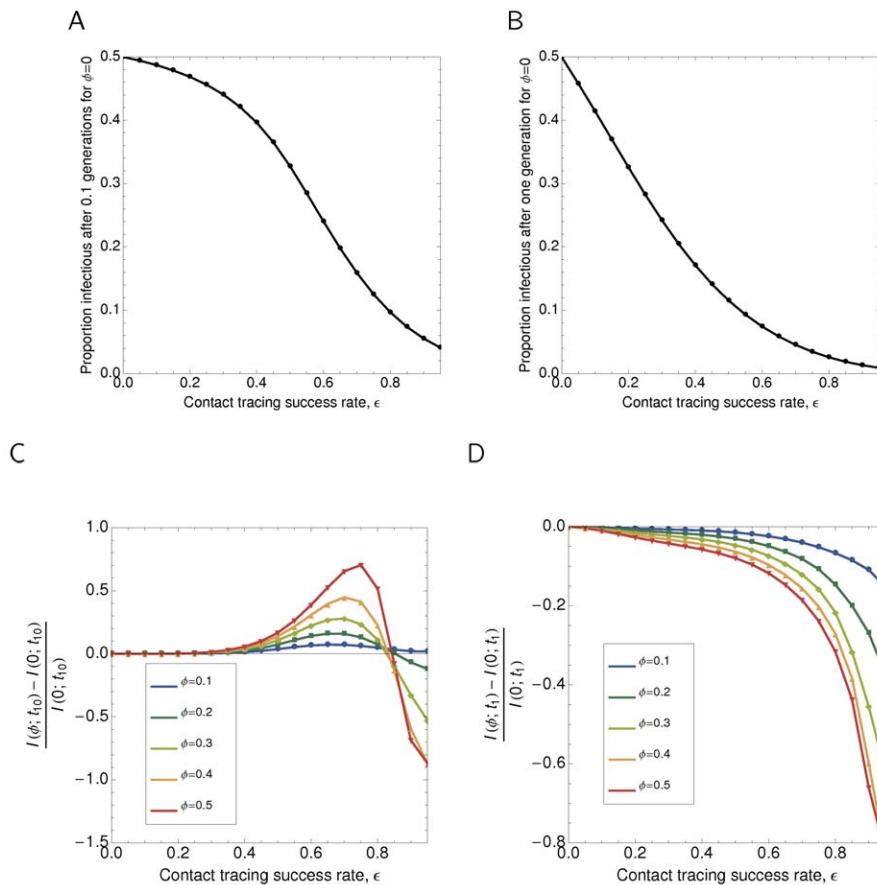 A
Proportion infectious after 0.1 generations for ϕ=0
0.5
0.4
0.3
0.2
0.1
0.0
0.0 0.2 0.4 0.6 0.8
Contact tracing success rate, ϵ
B
Proportion infectious after one generation for ϕ=0
0.5
0.4
0.3
0.2
0.1
0.0
0.0 0.2 0.4 0.6 0.8
Contact tracing success rate, ϵ
C
I(ϕ; t10) − I(0; t10)
I(0; t10)
1.0
0.5
0.0
−0.5
−1.0
−1.5
ϕ=0.1
ϕ=0.2
ϕ=0.3
ϕ=0.4
ϕ=0.5
0.0 0.2 0.4 0.6 0.8
Contact tracing success rate, ϵ
D
I(ϕ; t1) − I(0; t1)
I(0; t1)
0.0
−0.2
−0.4
−0.6
−0.8
ϕ=0.1
ϕ=0.2
ϕ=0.3
ϕ=0.4
ϕ=0.5
0.0 0.2 0.4 0.6 0.8
Contact tracing success rate, ϵ